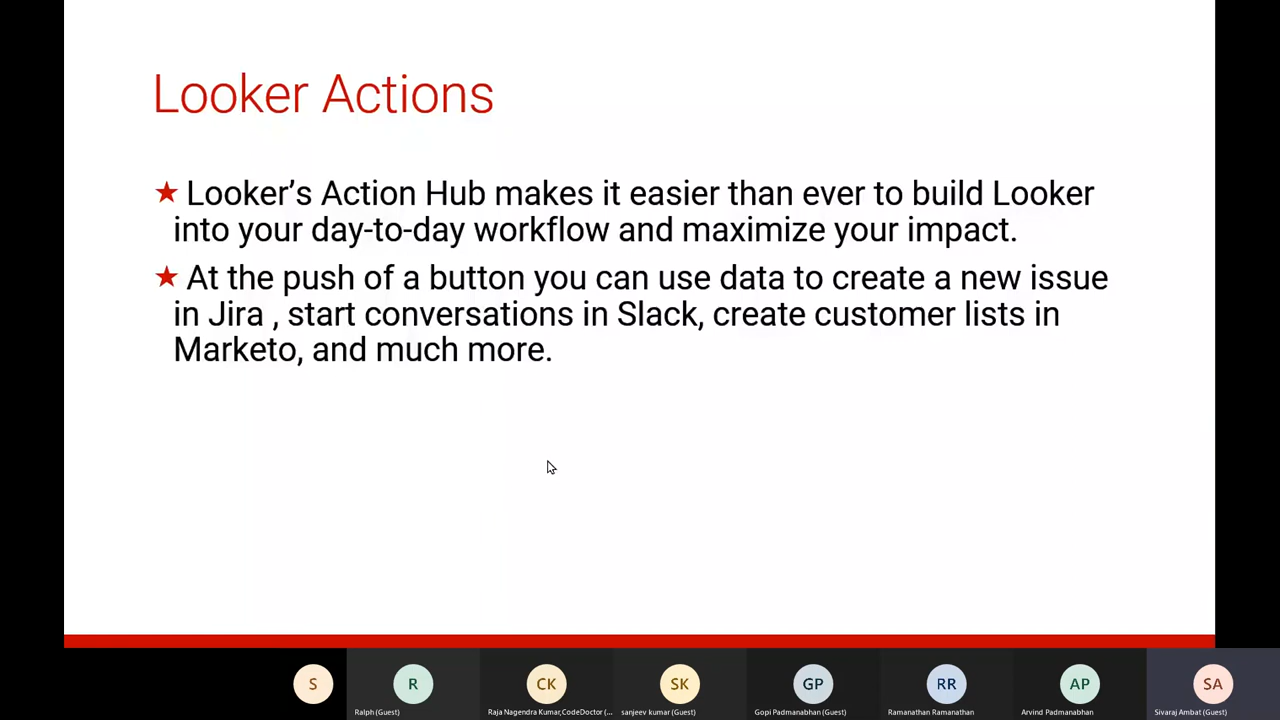 Looker Actions
★ Looker’s Action Hub makes it easier than ever to build Looker
into your day-to-day workflow and maximize your impact.
★ At the push of a button you can use data to create a new issue
in Jira , start conversations in Slack, create customer lists in
Marketo, and much more.
S
R
CK
SK
GP
RR
AP
SA
Ralph (Guest)
Raja Nagendra Kumar,CodeDoctor (...
sanjeev kumar (Guest)
Gopi Padmanabhan (Guest)
Ramanathan Ramanathan
Arvind Padmanabhan
Sivaraj Ambat (Guest)